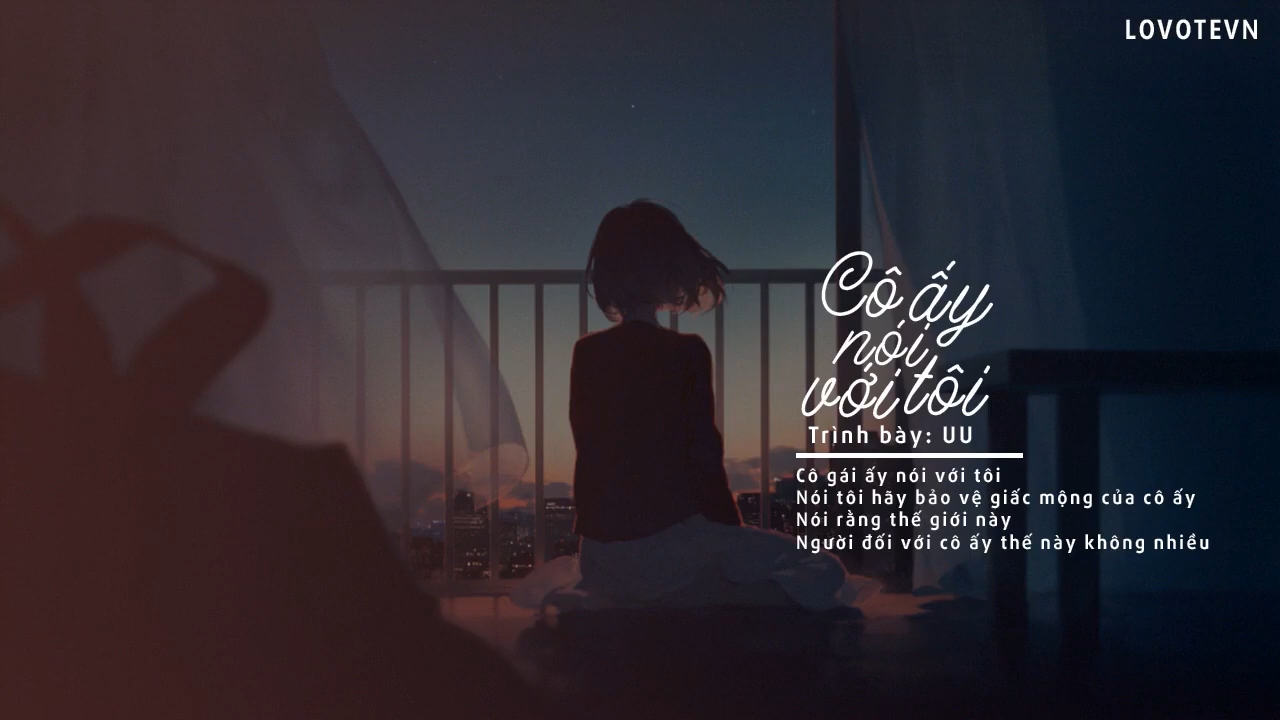 LOVOTEVN
Cô ấy
nói
với tôi
Trình bày: UU
Cô gái ấy nói với tôi
Nói tôi hãy bảo vệ giấc mộng của cô ấy
Nói rằng thế giới này
Người đối với cô ấy thế này không nhiều